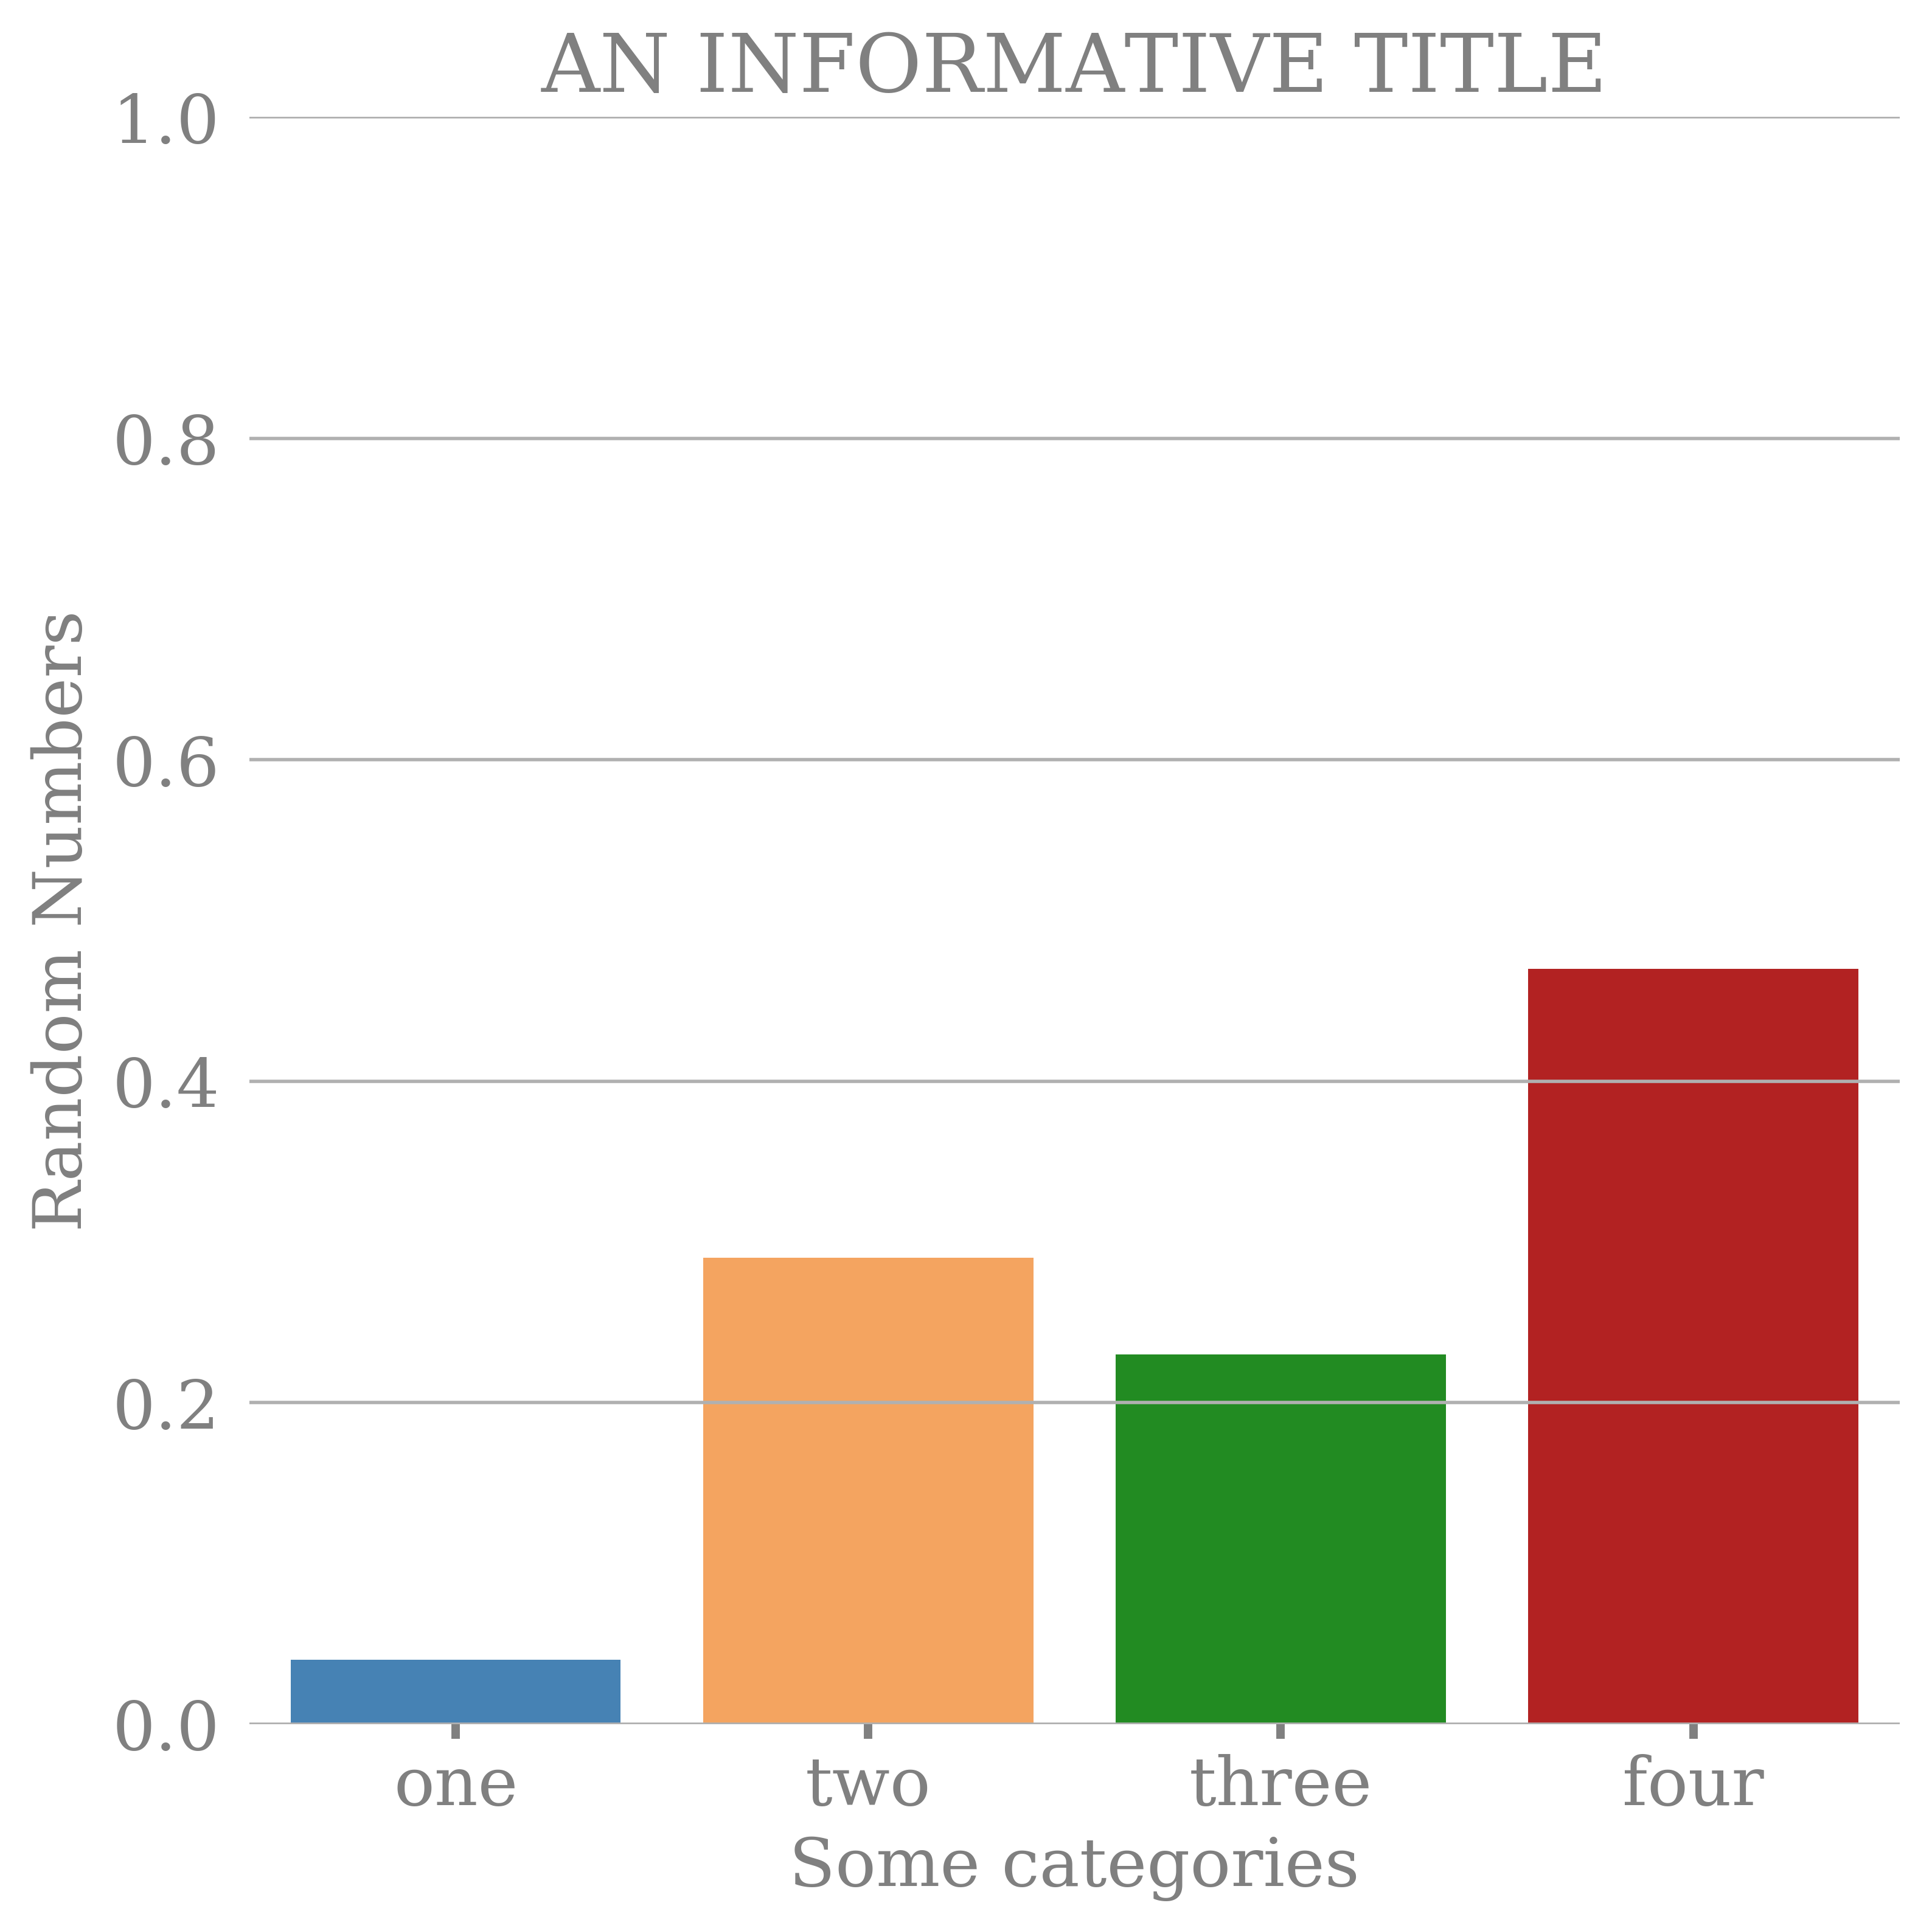 AN INFORMATIVE TITLE
1.0
0.8
0.6
0.4
0.2
0.0
Random Numbers
one
two
three
four
Some categories